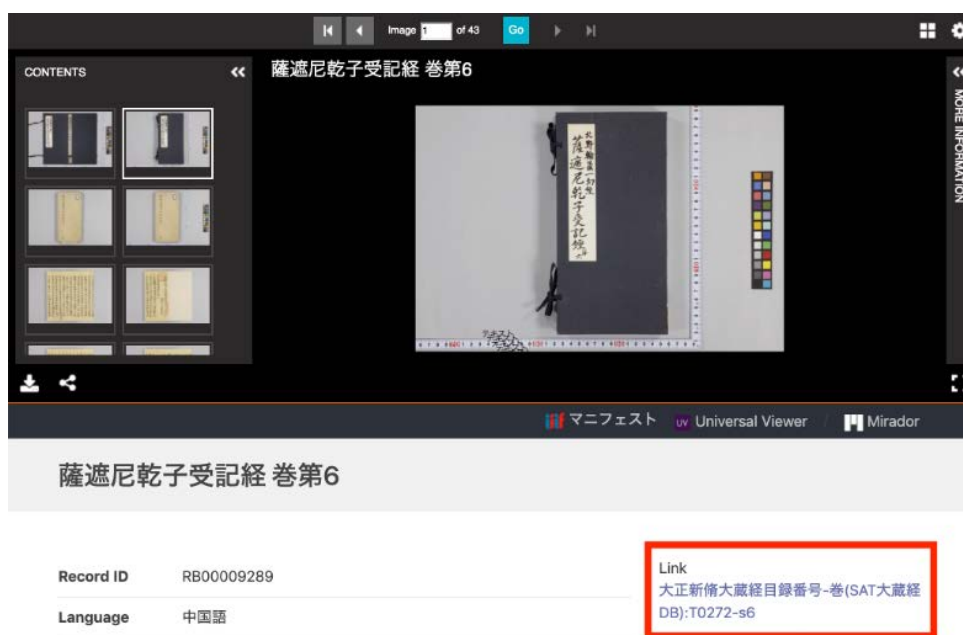 Image 1 of 43 Go
CONTENTS
薩遮尼乾子受記経 巻第6
MORE INFORMATION
薩遮尼乾子受記経
マニフェスト UV Universal Viewer / Mirador
薩遮尼乾子受記経 巻第6
Record ID RB00009289
Language 中国語
Link
大正新脩大蔵経目録番号-巻(SAT大蔵経
DB):T0272-s6